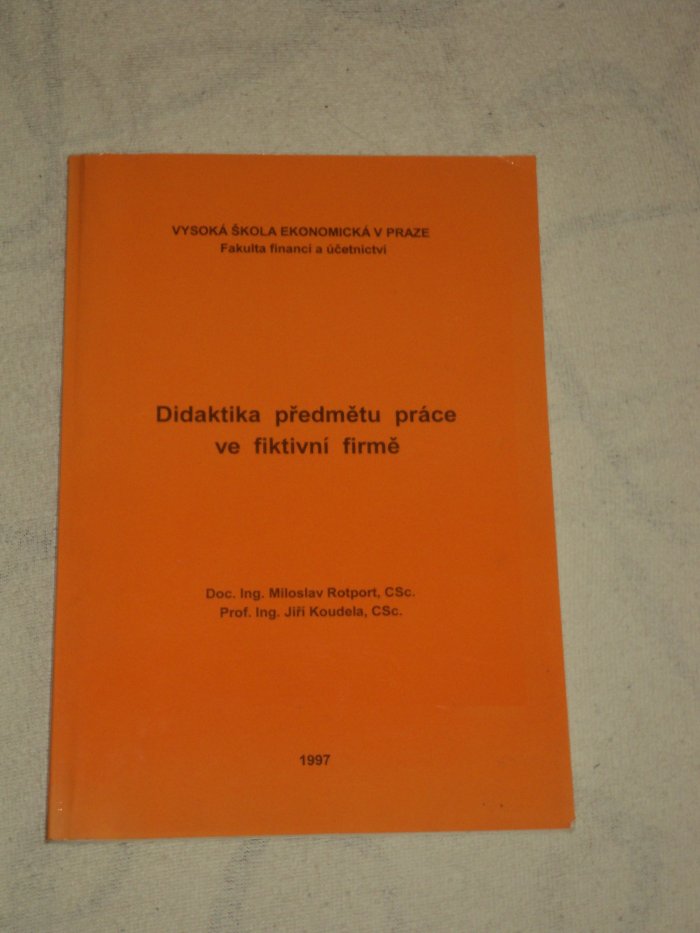 VYSOKÁ ŠKOLA EKONOMICKÁ V PRAZE
Fakulta financí a účetnictví
Didaktika předmětu práce
ve fiktivní firmě
Doc. Ing. Miloslav Rotport, CSc.
Prof. Ing. Jiří Koudela, CSc.
1997